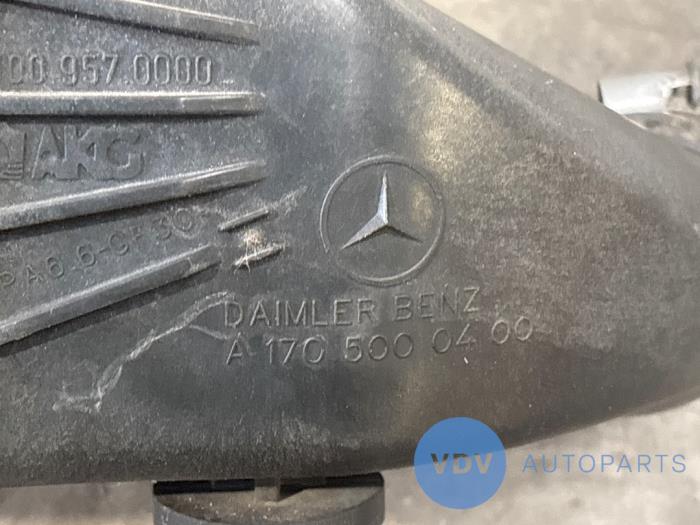 00 957.0000
AKG
PA6.6-GF30
DAIMLER BENZ
A 170 500 04 00
VDV AUTOPARTS